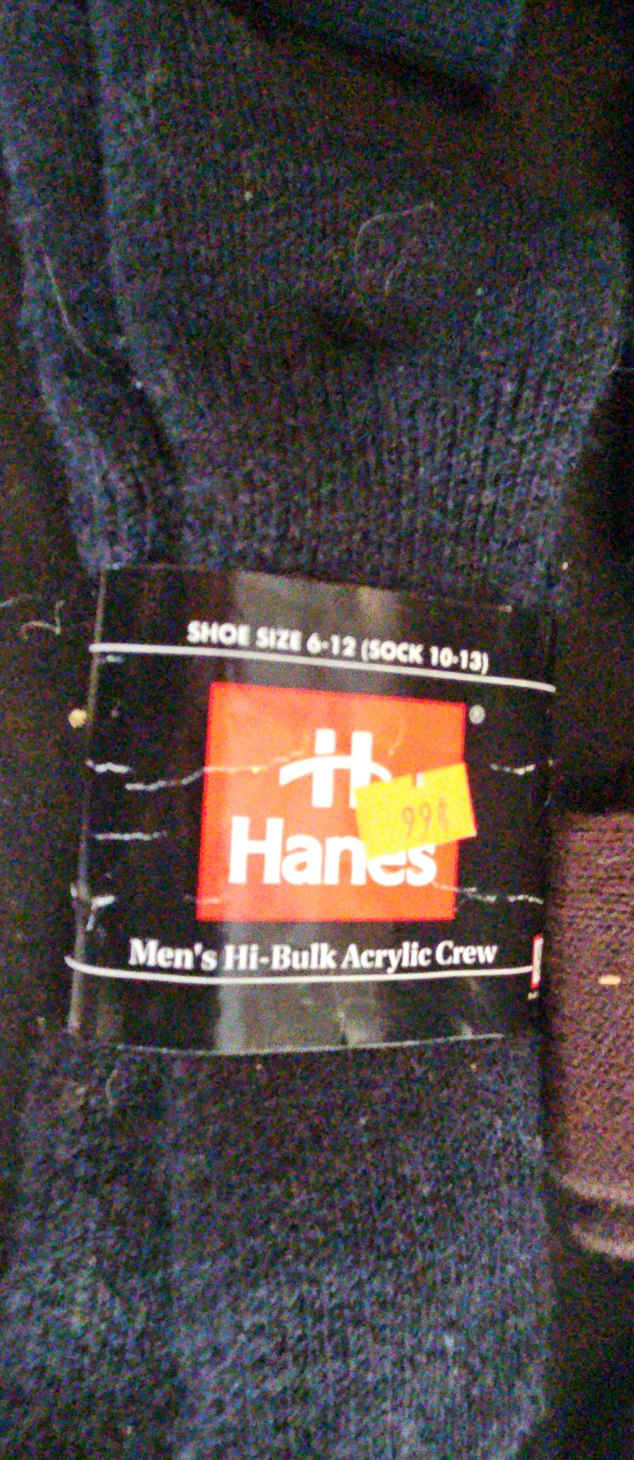 SHOE SIZE 6-12 (SOCK 10-13)
®
H
99¢
Hanes
Men's Hi-Bulk Acrylic Crew